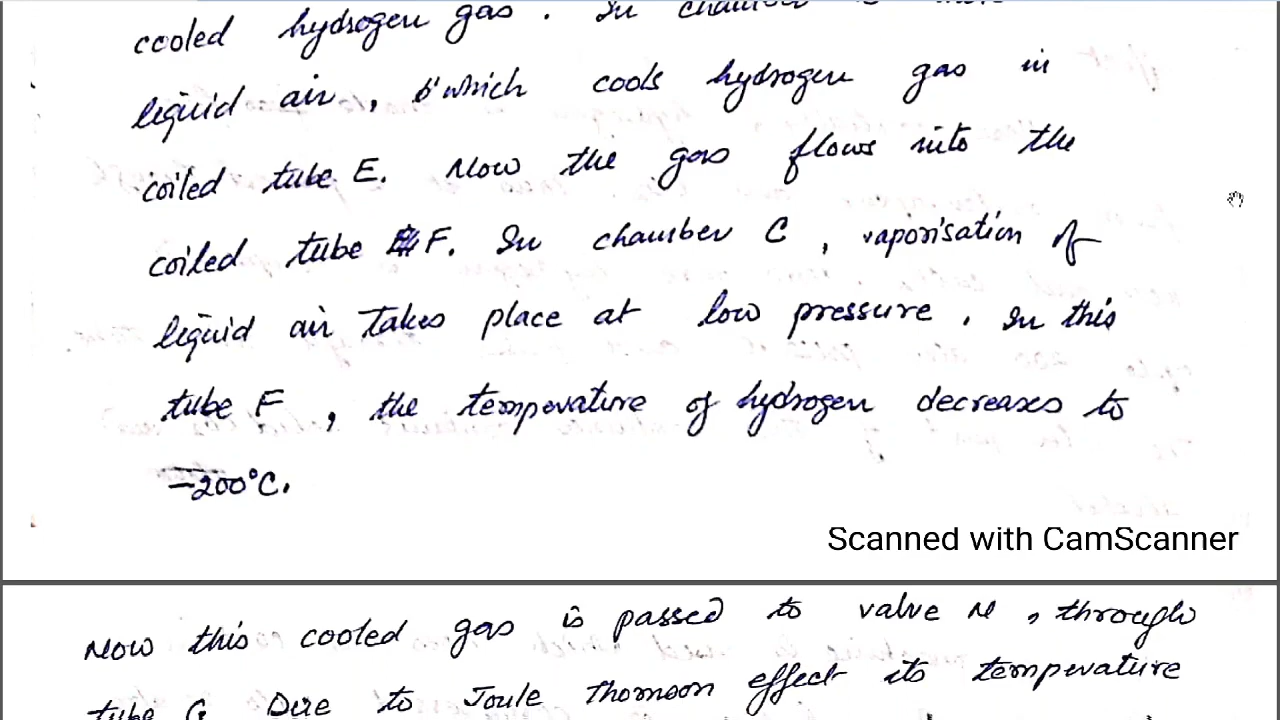 cooled hydrogen gas. In chamber
liquid air, which cools hydrogen gas in
coiled tube E. Now the gas flows into the
coiled tube F. In chamber C, vaporisation of
liquid air takes place at low pressure. In this
tube F, the temperature of hydrogen decreases to
-200°C.
Scanned with CamScanner
Now this cooled gas is passed to valve N, through
tube G Due to Joule Thomson effect its temperature